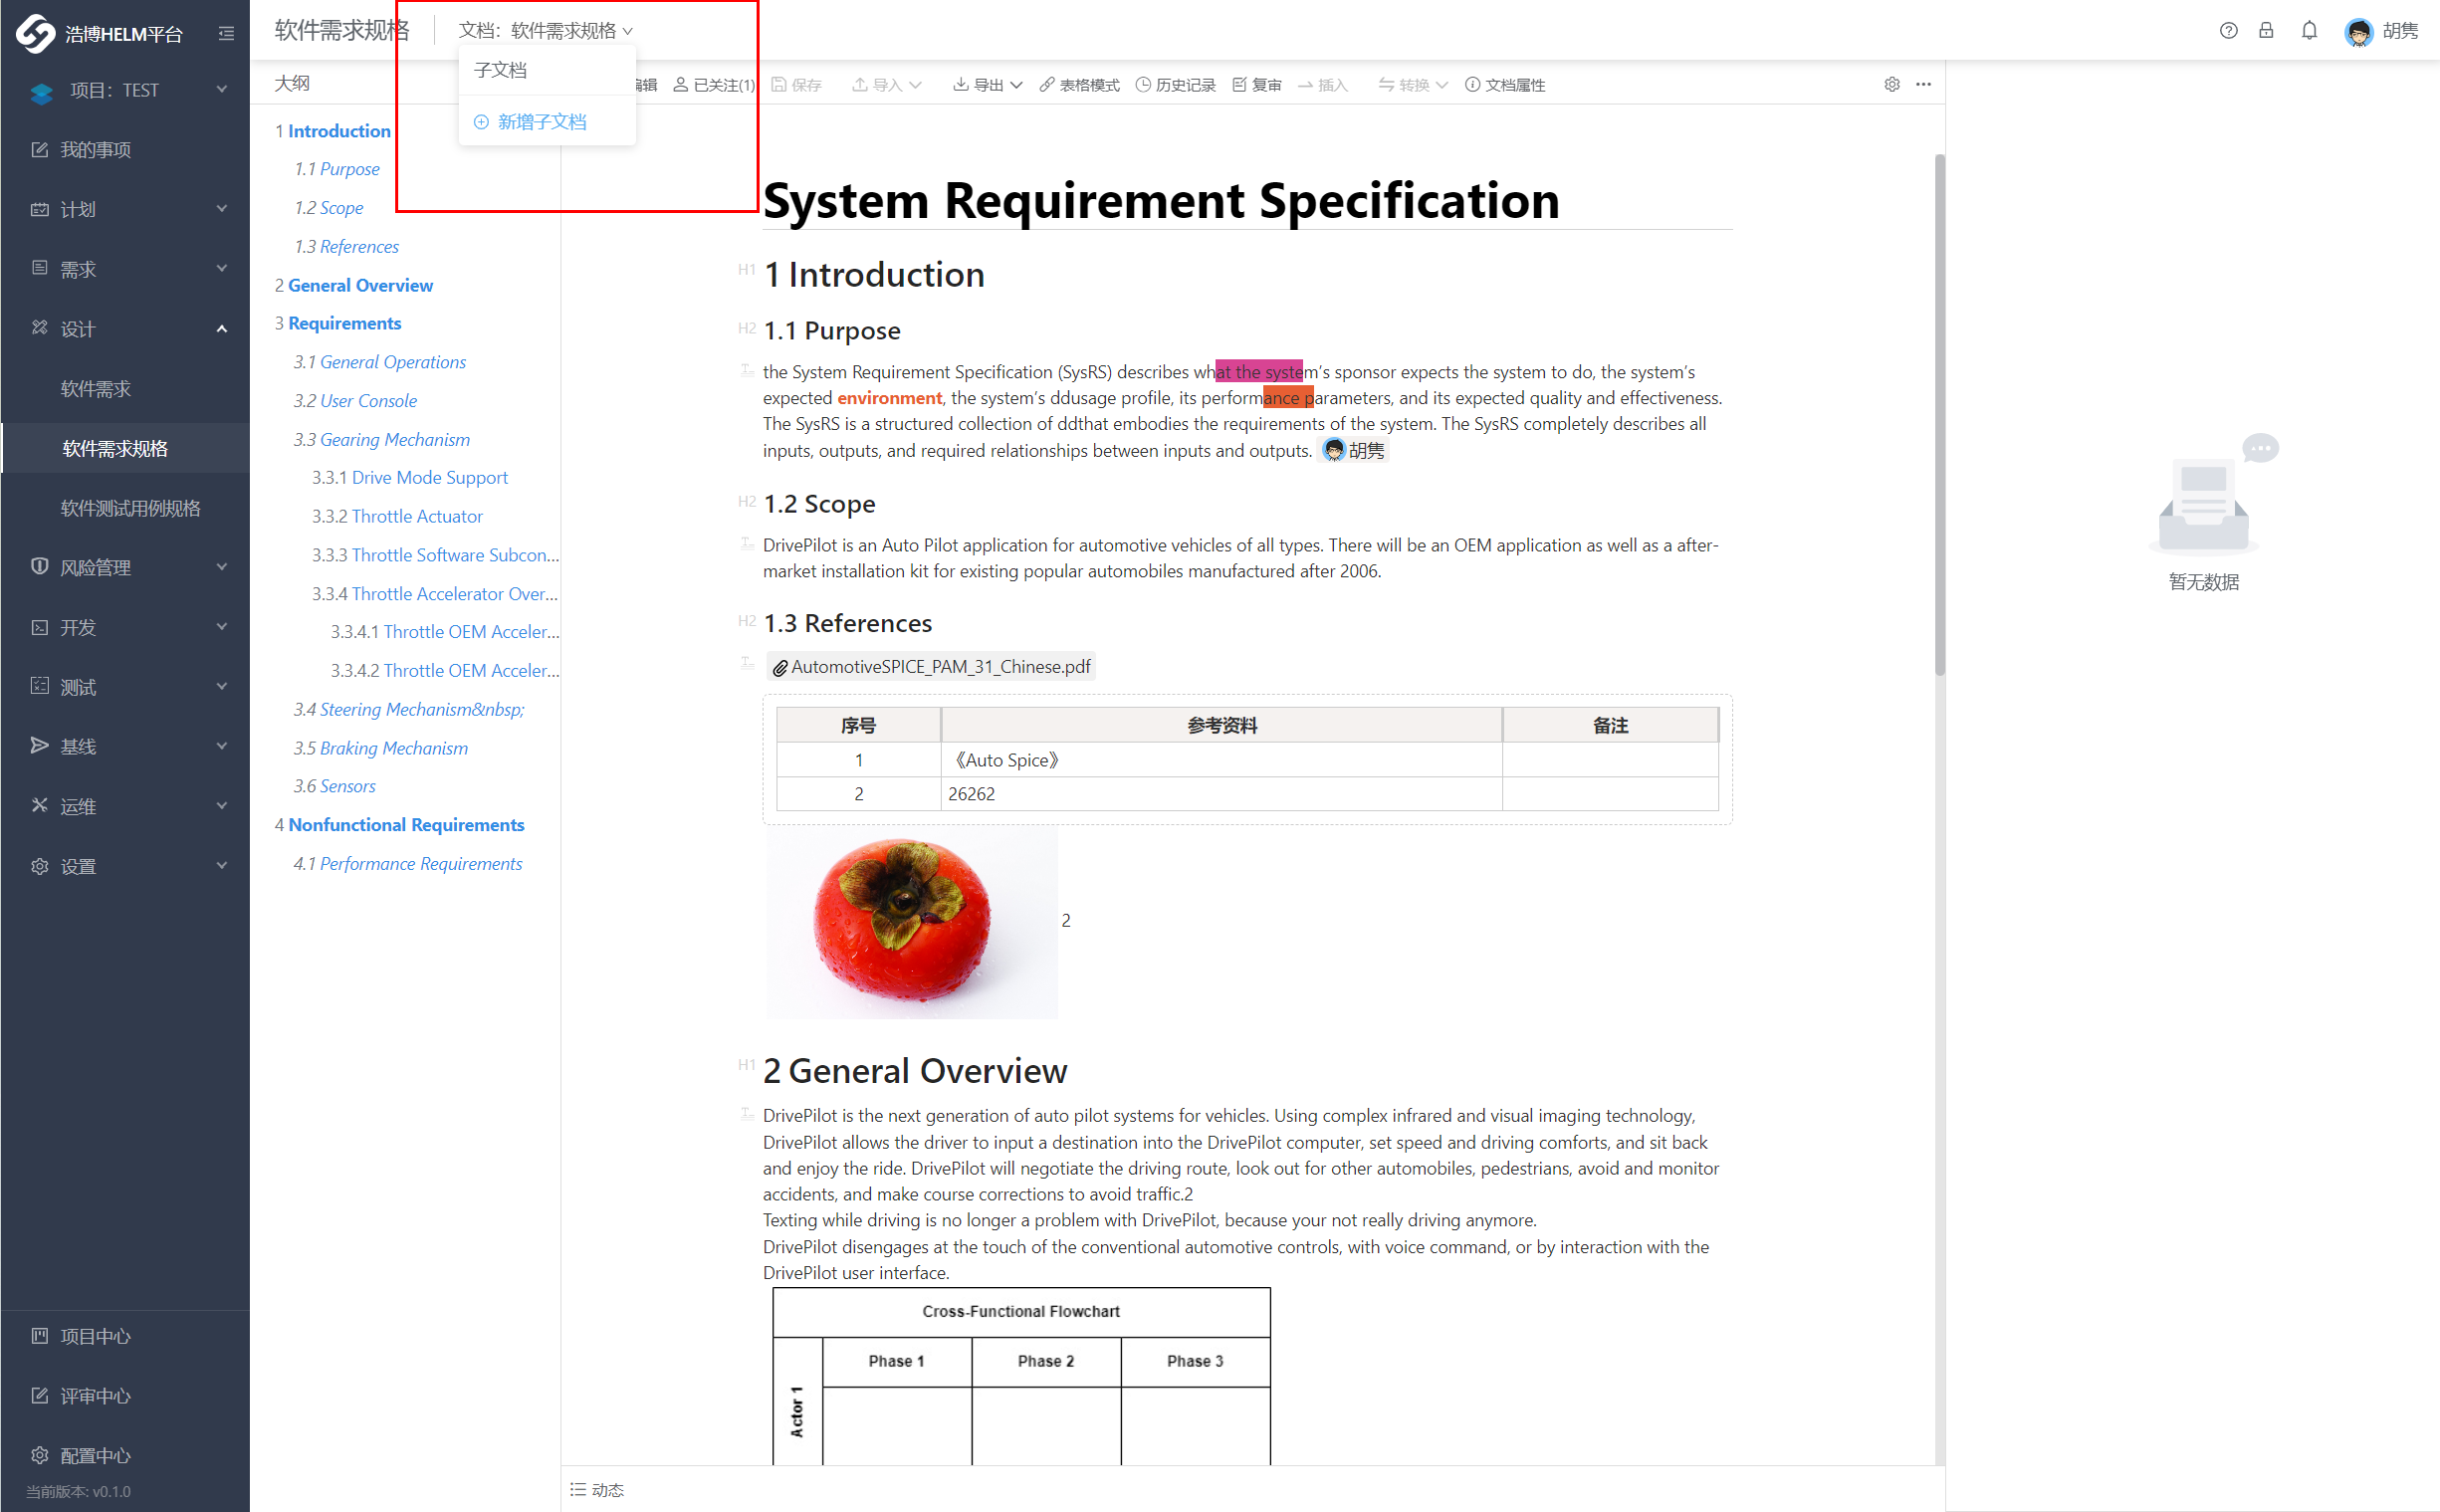 浩博HELM平台
项目：TEST
我的事项
计划
需求
设计
软件需求
软件需求规格
软件测试用例规格
风险管理
开发
测试
基线
运维
设置
项目中心
评审中心
配置中心
当前版本: v0.1.0
软件需求规格
文档：软件需求规格
子文档
新增子文档
胡隽
大纲
编辑 已关注(1) 保存 导入 导出 表格模式 历史记录 复审 插入 转换 文档属性
1 Introduction
1.1 Purpose
1.2 Scope
1.3 References
2 General Overview
3 Requirements
3.1 General Operations
3.2 User Console
3.3 Gearing Mechanism
3.3.1 Drive Mode Support
3.3.2 Throttle Actuator
3.3.3 Throttle Software Subcon...
3.3.4 Throttle Accelerator Over...
3.3.4.1 Throttle OEM Acceler...
3.3.4.2 Throttle OEM Acceler...
3.4 Steering Mechanism&nbsp;
3.5 Braking Mechanism
3.6 Sensors
4 Nonfunctional Requirements
4.1 Performance Requirements
System Requirement Specification
H1 1 Introduction
H2 1.1 Purpose
the System Requirement Specification (SysRS) describes what the system’s sponsor expects the system to do, the system’s
expected environment, the system’s ddusage profile, its performance parameters, and its expected quality and effectiveness.
The SysRS is a structured collection of ddthat embodies the requirements of the system. The SysRS completely describes all
inputs, outputs, and required relationships between inputs and outputs. 胡隽
H2 1.2 Scope
DrivePilot is an Auto Pilot application for automotive vehicles of all types. There will be an OEM application as well as a after-
market installation kit for existing popular automobiles manufactured after 2006.
H2 1.3 References
AutomotiveSPICE_PAM_31_Chinese.pdf
序号 参考资料 备注
1 《Auto Spice》
2 26262
2
H1 2 General Overview
DrivePilot is the next generation of auto pilot systems for vehicles. Using complex infrared and visual imaging technology,
DrivePilot allows the driver to input a destination into the DrivePilot computer, set speed and driving comforts, and sit back
and enjoy the ride. DrivePilot will negotiate the driving route, look out for other automobiles, pedestrians, avoid and monitor
accidents, and make course corrections to avoid traffic.2
Texting while driving is no longer a problem with DrivePilot, because your not really driving anymore.
DrivePilot disengages at the touch of the conventional automotive controls, with voice command, or by interaction with the
DrivePilot user interface.
Cross-Functional Flowchart
Phase 1 Phase 2 Phase 3
Actor 1
动态
暂无数据